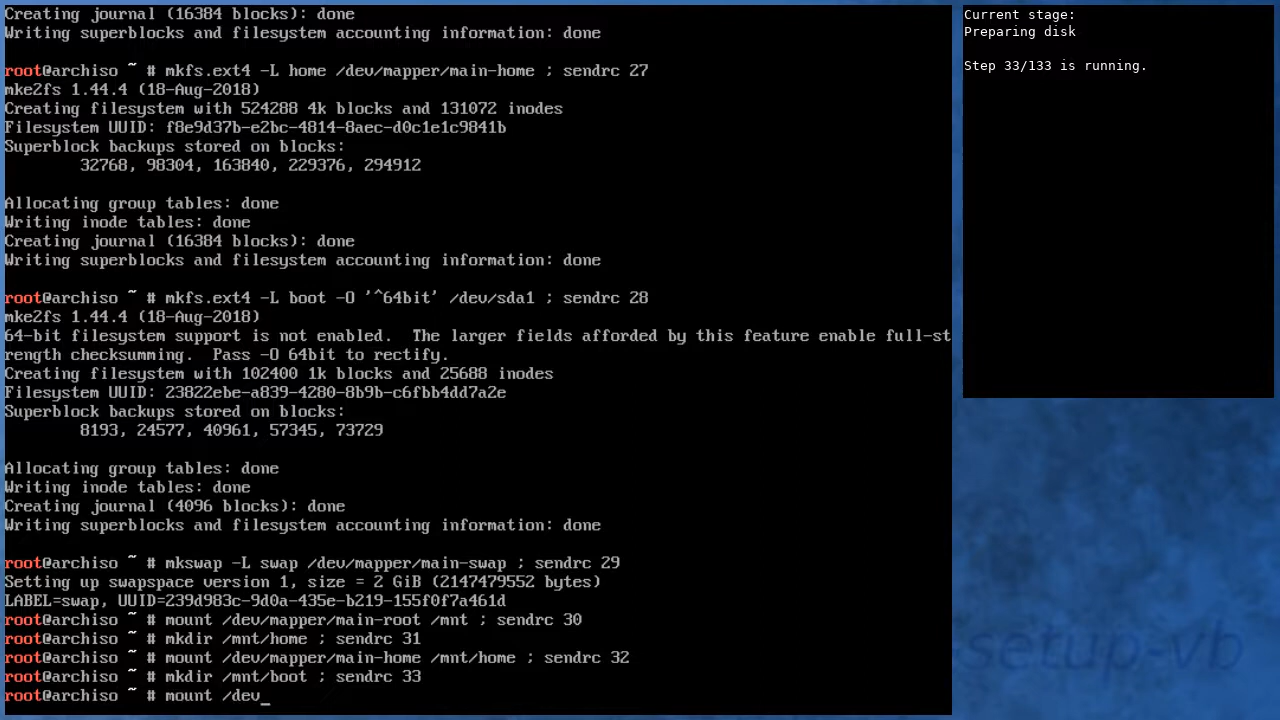 Creating journal (16384 blocks): done
Writing superblocks and filesystem accounting information: done
root@archiso ~ # mkfs.ext4 -L home /dev/mapper/main-home ; sendrc 27
mke2fs 1.44.4 (18-Aug-2018)
Creating filesystem with 524288 4k blocks and 131072 inodes
Filesystem UUID: f8e9d37b-e2bc-4814-8aec-d0c1e1c9841b
Superblock backups stored on blocks:
32768, 98304, 163840, 229376, 294912
Allocating group tables: done
Writing inode tables: done
Creating journal (16384 blocks): done
Writing superblocks and filesystem accounting information: done
root@archiso ~ # mkfs.ext4 -L boot -O '^64bit' /dev/sda1 ; sendrc 28
mke2fs 1.44.4 (18-Aug-2018)
64-bit filesystem support is not enabled.  The larger fields afforded by this feature enable full-st
rength checksumming.  Pass -O 64bit to rectify.
Creating filesystem with 102400 1k blocks and 25688 inodes
Filesystem UUID: 23822ebe-a839-4280-8b9b-c6fbb4dd7a2e
Superblock backups stored on blocks:
8193, 24577, 40961, 57345, 73729
Allocating group tables: done
Writing inode tables: done
Creating journal (4096 blocks): done
Writing superblocks and filesystem accounting information: done
root@archiso ~ # mkswap -L swap /dev/mapper/main-swap ; sendrc 29
Setting up swapspace version 1, size = 2 GiB (2147479552 bytes)
LABEL=swap, UUID=239d983c-9d0a-435e-b219-155f0f7a461d
root@archiso ~ # mount /dev/mapper/main-root /mnt ; sendrc 30
root@archiso ~ # mkdir /mnt/home ; sendrc 31
root@archiso ~ # mount /dev/mapper/main-home /mnt/home ; sendrc 32
root@archiso ~ # mkdir /mnt/boot ; sendrc 33
root@archiso ~ # mount /dev_
Current stage:
Preparing disk
Step 33/133 is running.
setup-vb